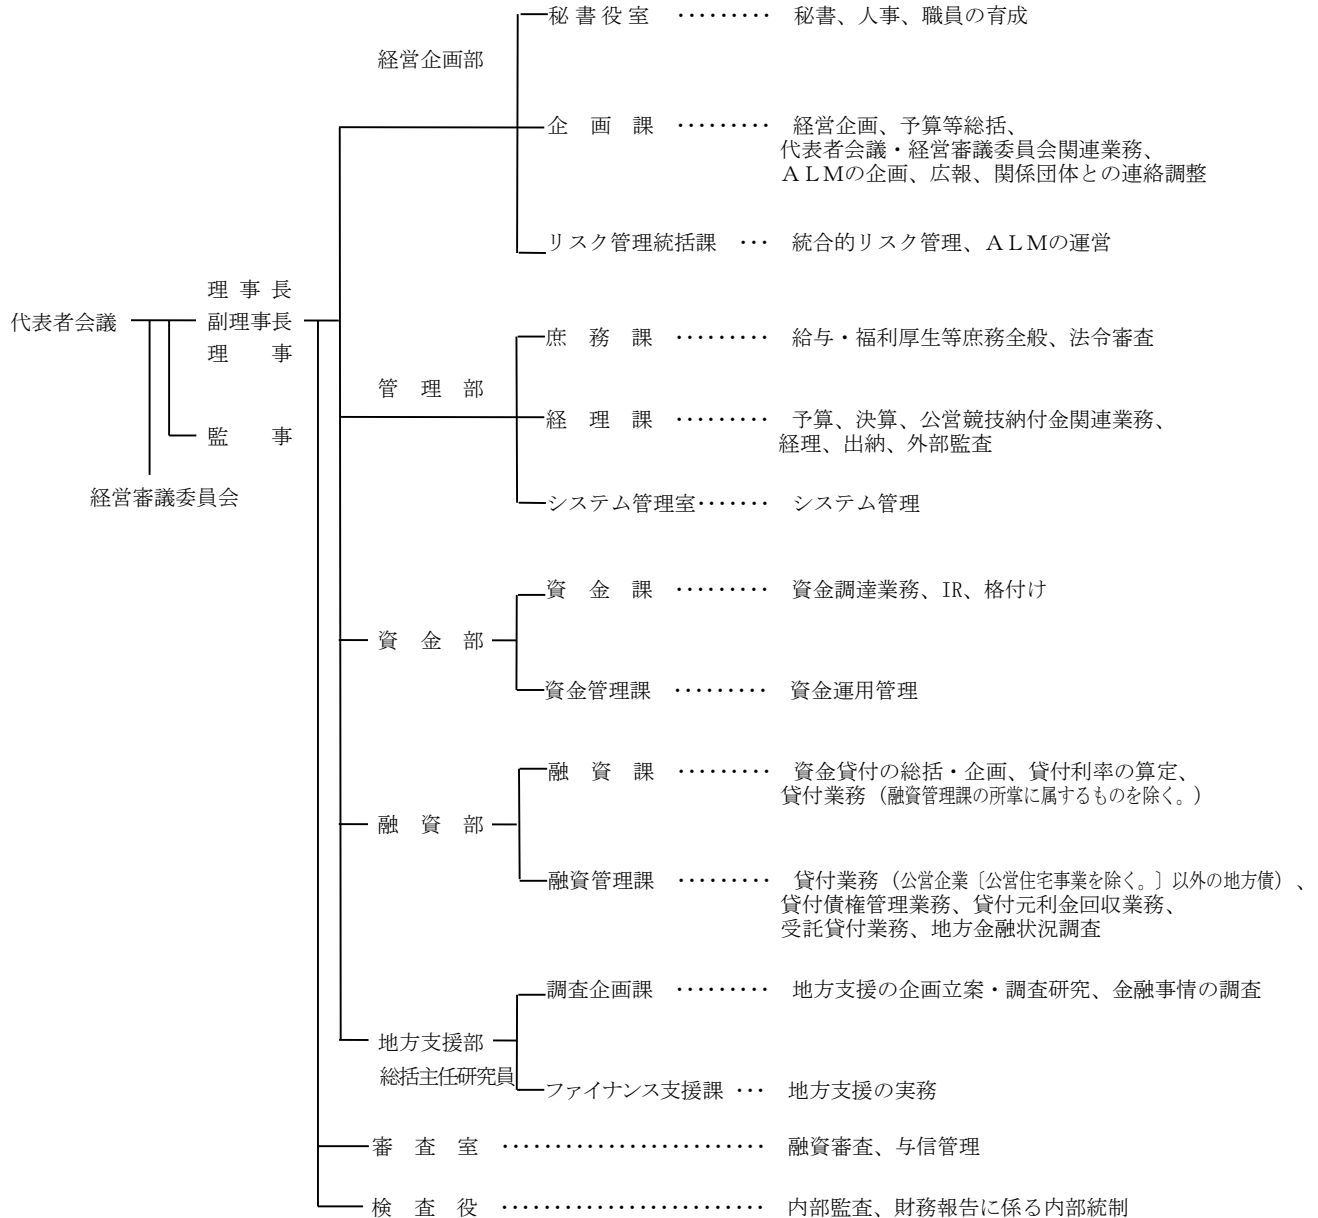 秘書役室 ········· 秘書、人事、職員の育成
経営企画部
企画課 ········· 経営企画、予算等総括、
代表者会議・経営審議委員会関連業務、
ＡＬＭの企画、広報、関係団体との連絡調整
リスク管理統括課 ··· 統合的リスク管理、ＡＬＭの運営
理事長
代表者会議 副理事長
理事
庶務課 ········· 給与・福利厚生等庶務全般、法令審査
管理部
経理課 ········· 予算、決算、公営競技納付金関連業務、
経理、出納、外部監査
監事
経営審議委員会
システム管理室······· システム管理
資金課 ········· 資金調達業務、IR、格付け
資金部
資金管理課 ········· 資金運用管理
融資課 ········· 資金貸付の総括・企画、貸付利率の算定、
貸付業務（融資管理課の所掌に属するものを除く。）
融資部
融資管理課 ········· 貸付業務（公営企業〔公営住宅事業を除く。〕以外の地方債）、
貸付債権管理業務、貸付元利金回収業務、
受託貸付業務、地方金融状況調査
調査企画課 ········· 地方支援の企画立案・調査研究、金融事情の調査
地方支援部
総括主任研究員
ファイナンス支援課 ··· 地方支援の実務
審査室 ························· 融資審査、与信管理
検査役 ························· 内部監査、財務報告に係る内部統制